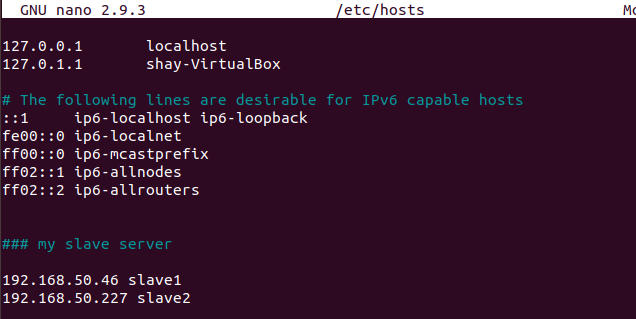 GNU nano 2.9.3 /etc/hosts Mo
127.0.0.1 localhost
127.0.1.1 shay-VirtualBox
# The following lines are desirable for IPv6 capable hosts
::1 ip6-localhost ip6-loopback
fe00::0 ip6-localnet
ff00::0 ip6-mcastprefix
ff02::1 ip6-allnodes
ff02::2 ip6-allrouters
### my slave server
192.168.50.46 slave1
192.168.50.227 slave2